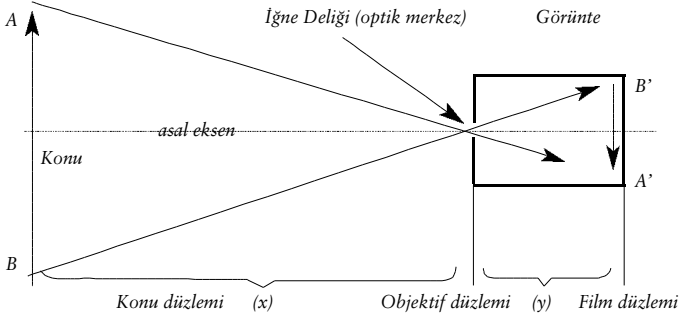 A
İğne Deliği (optik merkez)
Görünte
B’
asal eksen
Konu
A’
B
Konu düzlemi (x) Objektif düzlemi (y) Film düzlemi